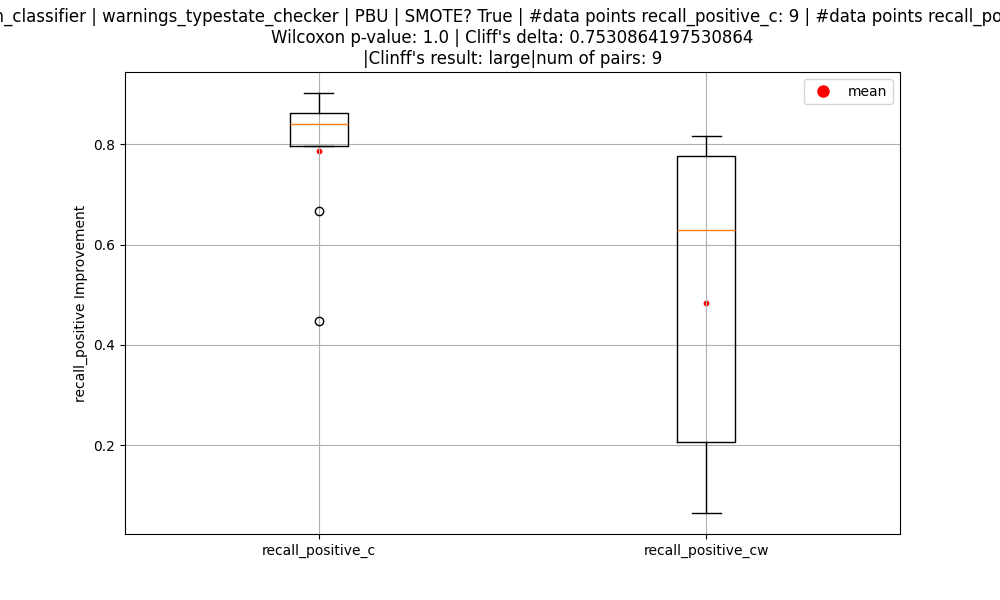 _classifier | warnings_typestate_checker | PBU | SMOTE? True | #data points recall_positive_c: 9 | #data points recall_po
Wilcoxon p-value: 1.0 | Cliff's delta: 0.7530864197530864
|Clinff's result: large|num of pairs: 9
mean
0.8
0.6
0.4
0.2
recall_positive Improvement
recall_positive_c
recall_positive_cw